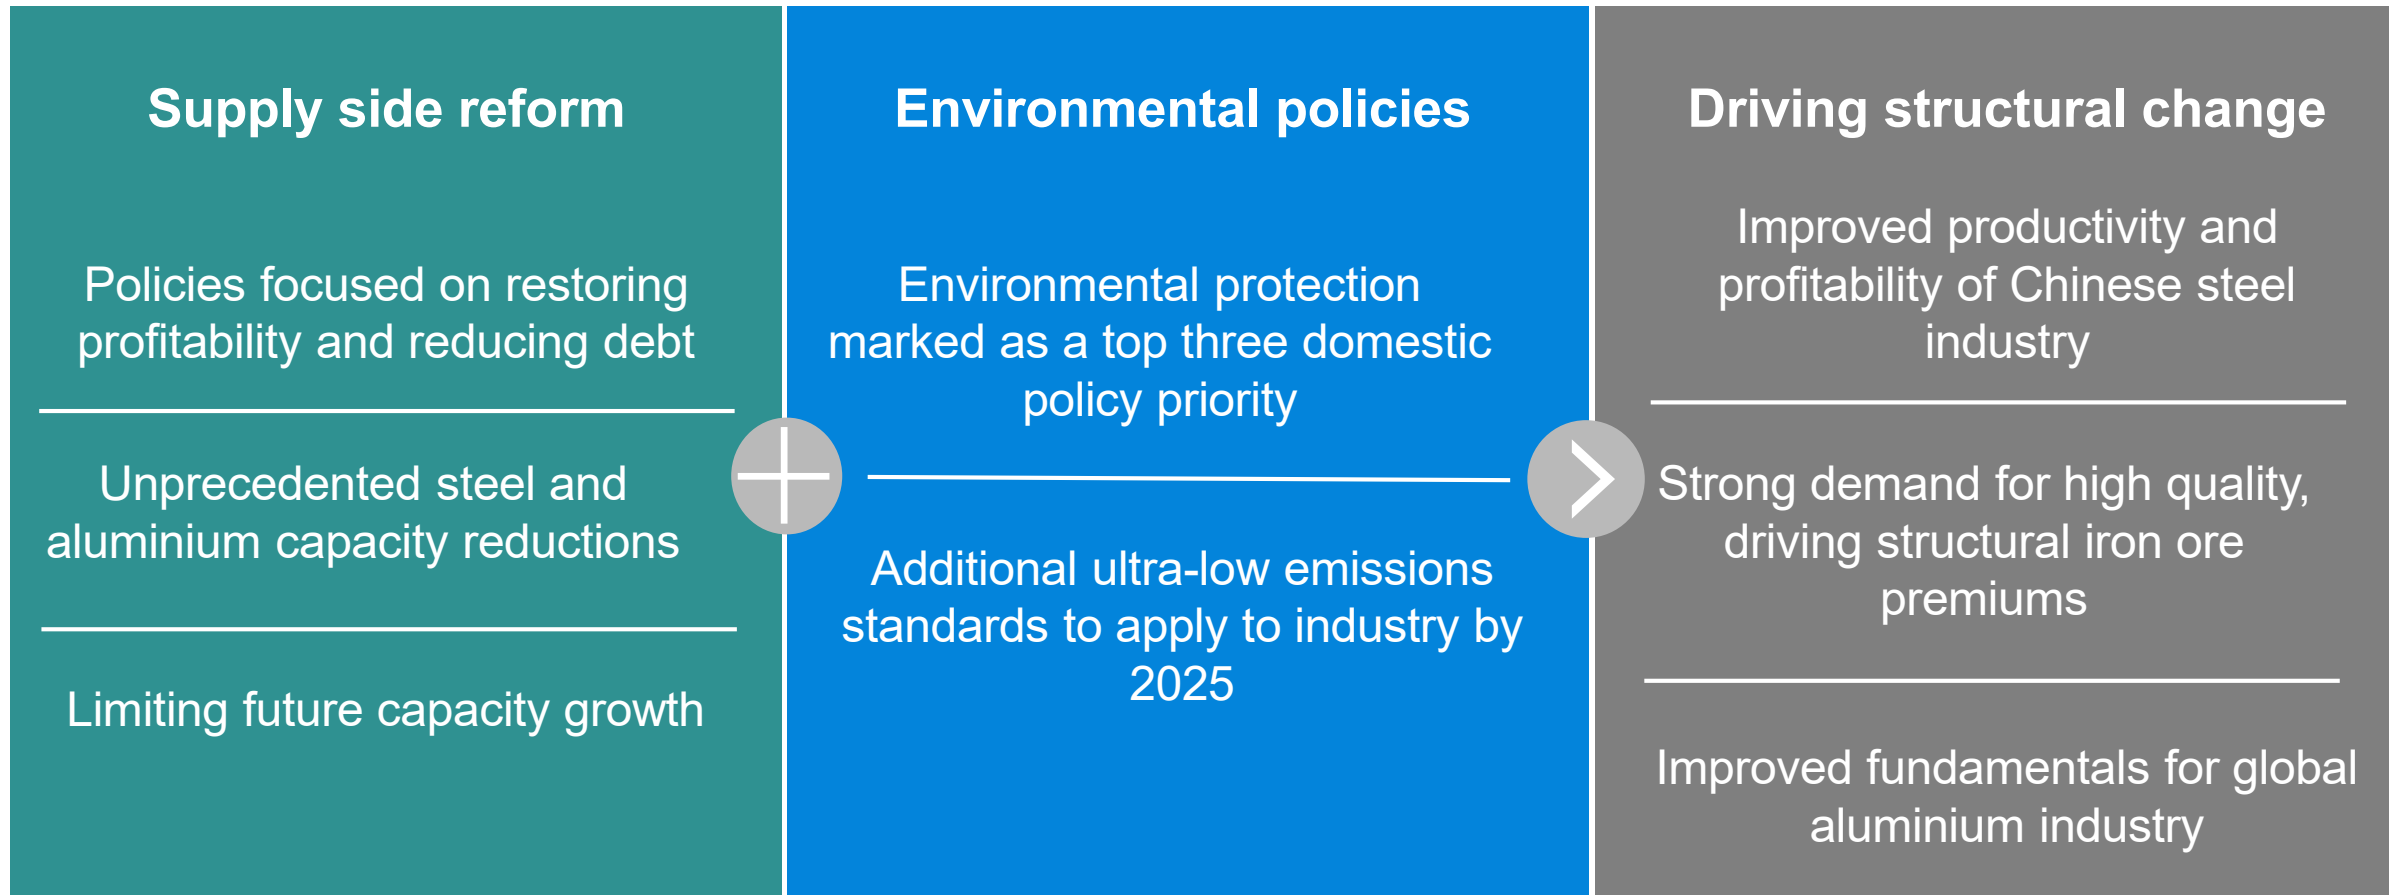 Supply side reform
Policies focused on restoring
profitability and reducing debt
Unprecedented steel and
aluminium capacity reductions
Limiting future capacity growth
Environmental policies
Environmental protection
marked as a top three domestic
policy priority
Additional ultra-low emissions
standards to apply to industry by
2025
Driving structural change
Improved productivity and
profitability of Chinese steel
industry
Strong demand for high quality,
driving structural iron ore
premiums
Improved fundamentals for global
aluminium industry